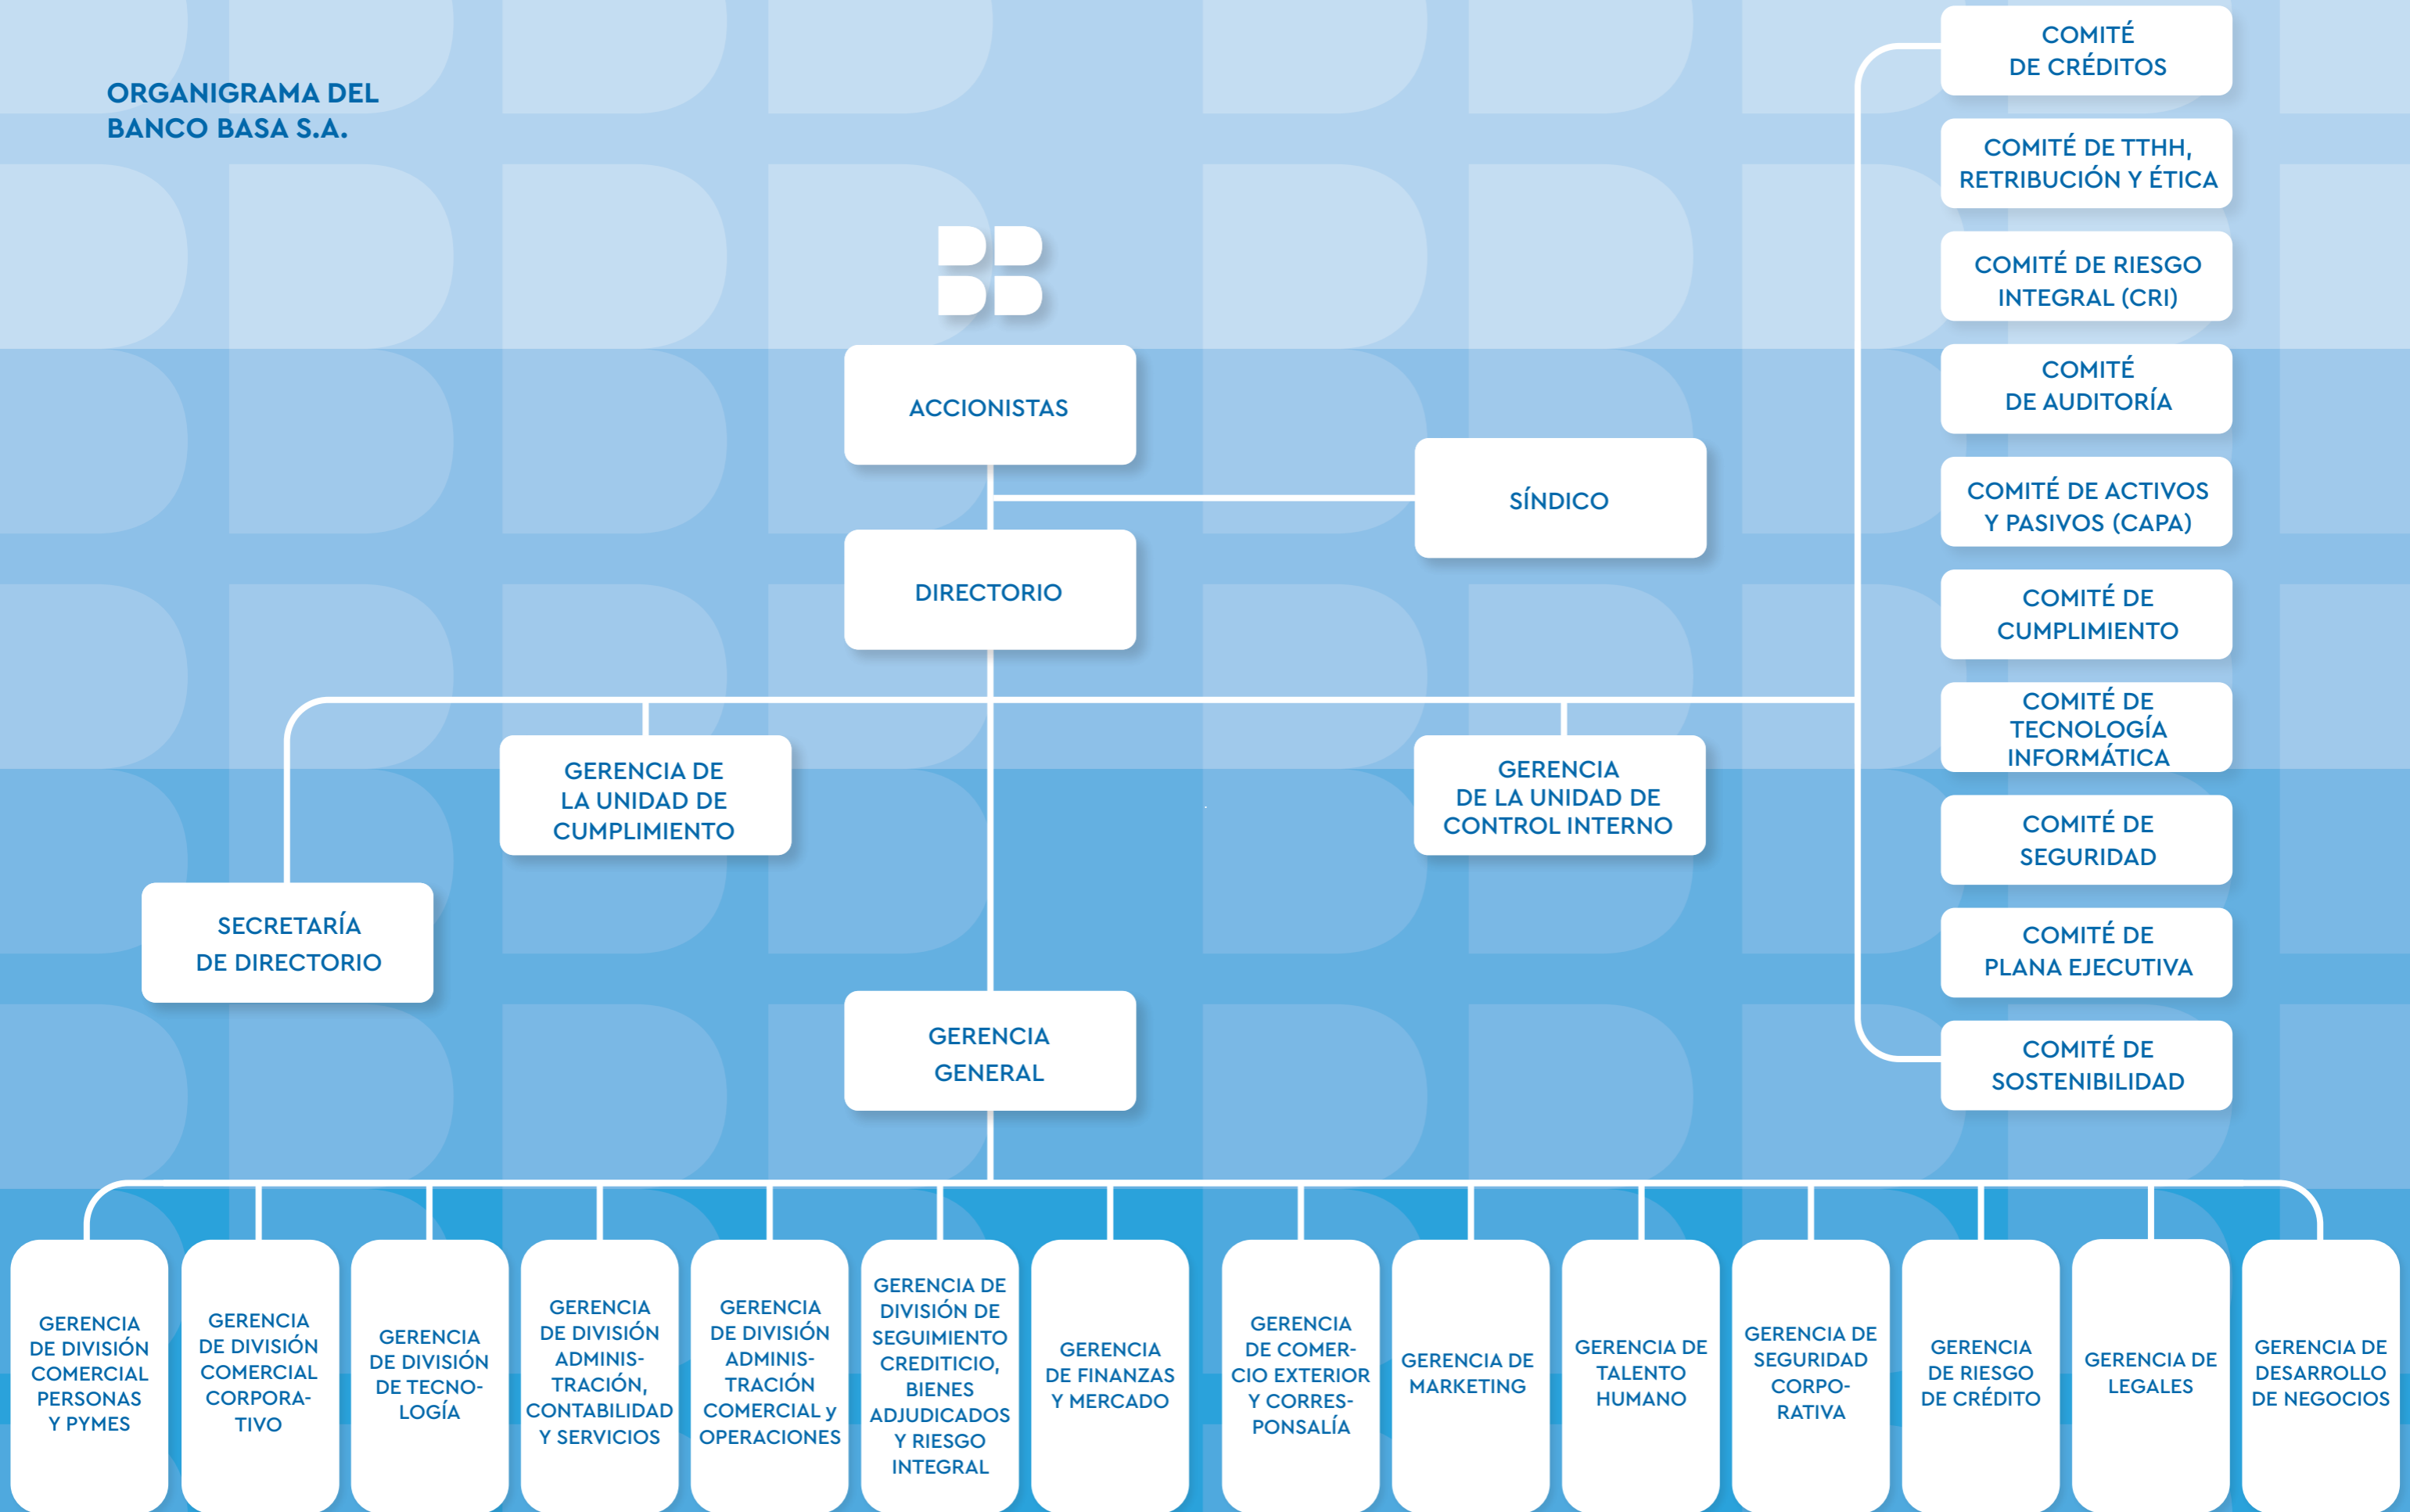 ORGANIGRAMA DEL
BANCO BASA S.A.
ACCIONISTAS
SÍNDICO
DIRECTORIO
GERENCIA DE
LA UNIDAD DE
CUMPLIMIENTO
GERENCIA
DE LA UNIDAD DE
CONTROL INTERNO
SECRETARÍA
DE DIRECTORIO
GERENCIA
GENERAL
COMITÉ
DE CRÉDITOS
COMITÉ DE TTHH,
RETRIBUCIÓN Y ÉTICA
COMITÉ DE RIESGO
INTEGRAL (CRI)
COMITÉ
DE AUDITORÍA
COMITÉ DE ACTIVOS
Y PASIVOS (CAPA)
COMITÉ DE
CUMPLIMIENTO
COMITÉ DE
TECNOLOGÍA
INFORMÁTICA
COMITÉ DE
SEGURIDAD
COMITÉ DE
PLANA EJECUTIVA
COMITÉ DE
SOSTENIBILIDAD
GERENCIA
DE DIVISIÓN
COMERCIAL
PERSONAS
Y PYMES
GERENCIA
DE DIVISIÓN
COMERCIAL
CORPORA-
TIVO
GERENCIA
DE DIVISIÓN
DE TECNO-
LOGÍA
GERENCIA
DE DIVISIÓN
ADMINIS-
TRACIÓN,
CONTABILIDAD
Y SERVICIOS
GERENCIA
DE DIVISIÓN
ADMINIS-
TRACIÓN
COMERCIAL y
OPERACIONES
GERENCIA DE
DIVISIÓN DE
SEGUIMIENTO
CREDITICIO,
BIENES
ADJUDICADOS
Y RIESGO
INTEGRAL
GERENCIA
DE FINANZAS
Y MERCADO
GERENCIA
DE COMER-
CIO EXTERIOR
Y CORRES-
PONSALÍA
GERENCIA DE
MARKETING
GERENCIA DE
TALENTO
HUMANO
GERENCIA DE
SEGURIDAD
CORPO-
RATIVA
GERENCIA
DE RIESGO
DE CRÉDITO
GERENCIA DE
LEGALES
GERENCIA DE
DESARROLLO
DE NEGOCIOS